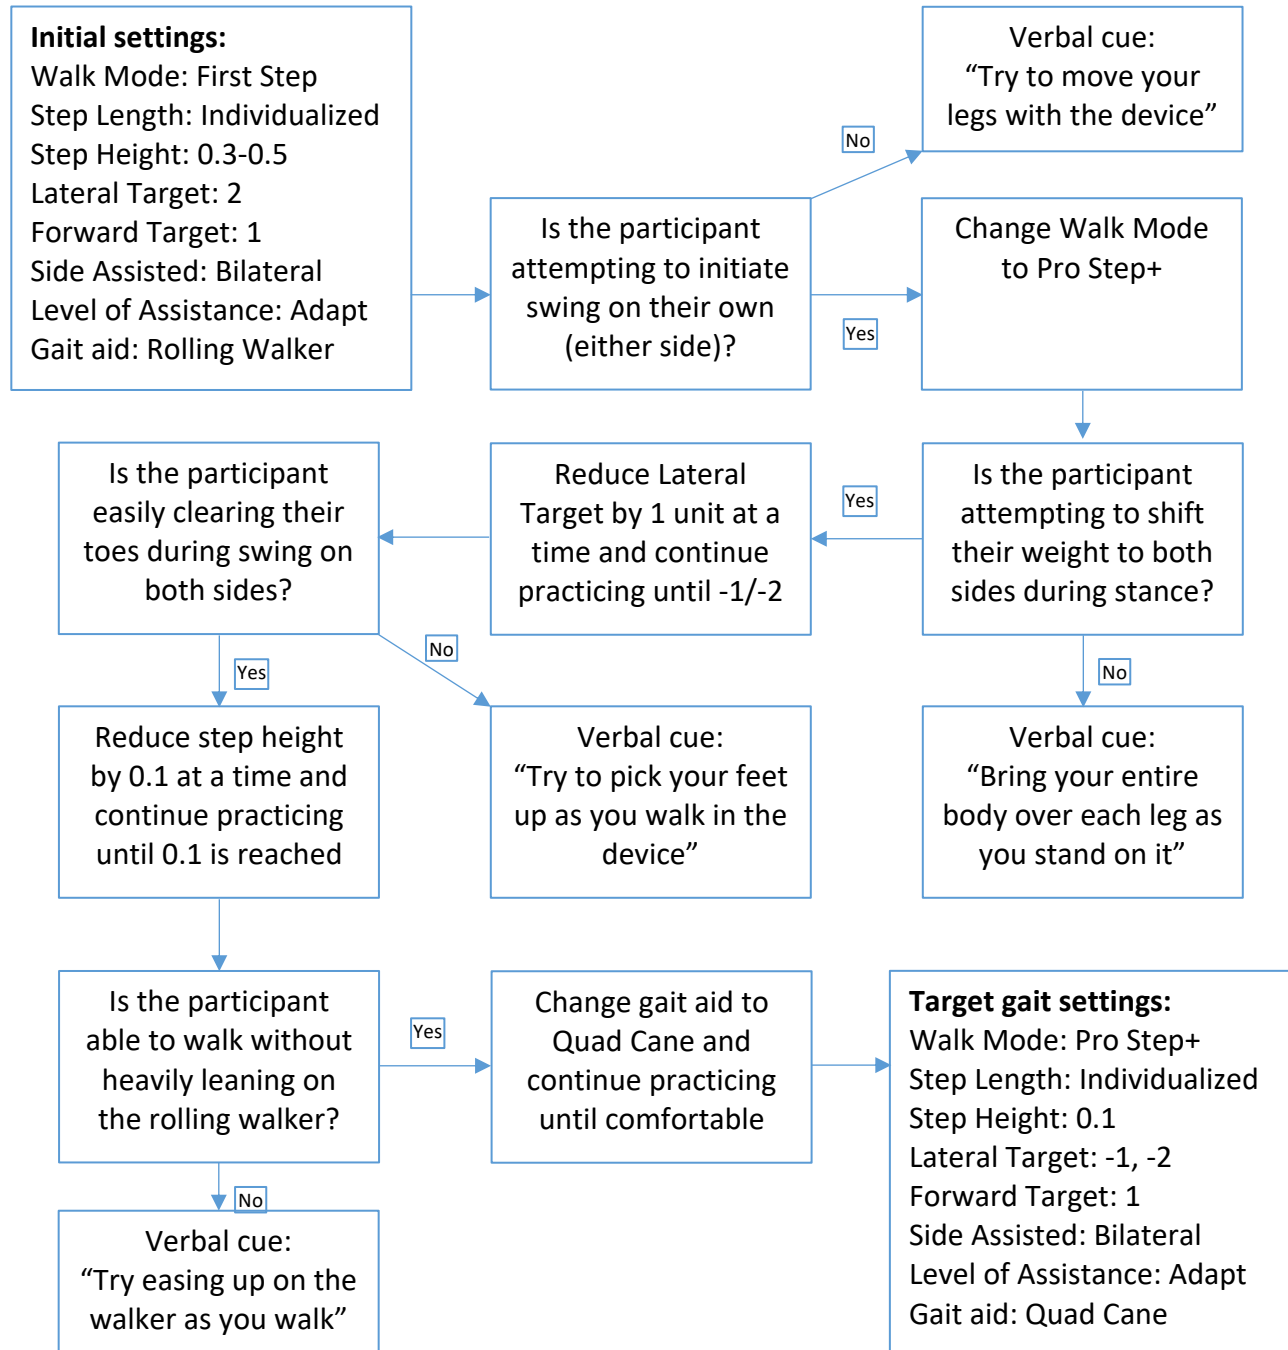 Initial settings:
Walk Mode: First Step
Step Length: Individualized
Step Height: 0.3-0.5
Lateral Target: 2
Forward Target: 1
Side Assisted: Bilateral
Level of Assistance: Adapt
Gait aid: Rolling Walker
Is the participant
attempting to initiate
swing on their own
(either side)?
No
Verbal cue:
“Try to move your
legs with the device”
Yes
Change Walk Mode
to Pro Step+
Is the participant
attempting to shift
their weight to both
sides during stance?
No
Verbal cue:
“Bring your entire
body over each leg as
you stand on it”
Yes
Reduce Lateral
Target by 1 unit at a
time and continue
practicing until -1/-2
Is the participant
easily clearing their
toes during swing on
both sides?
No
Verbal cue:
“Try to pick your feet
up as you walk in the
device”
Yes
Reduce step height
by 0.1 at a time and
continue practicing
until 0.1 is reached
Is the participant
able to walk without
heavily leaning on
the rolling walker?
No
Verbal cue:
“Try easing up on the
walker as you walk”
Yes
Change gait aid to
Quad Cane and
continue practicing
until comfortable
Target gait settings:
Walk Mode: Pro Step+
Step Length: Individualized
Step Height: 0.1
Lateral Target: -1, -2
Forward Target: 1
Side Assisted: Bilateral
Level of Assistance: Adapt
Gait aid: Quad Cane